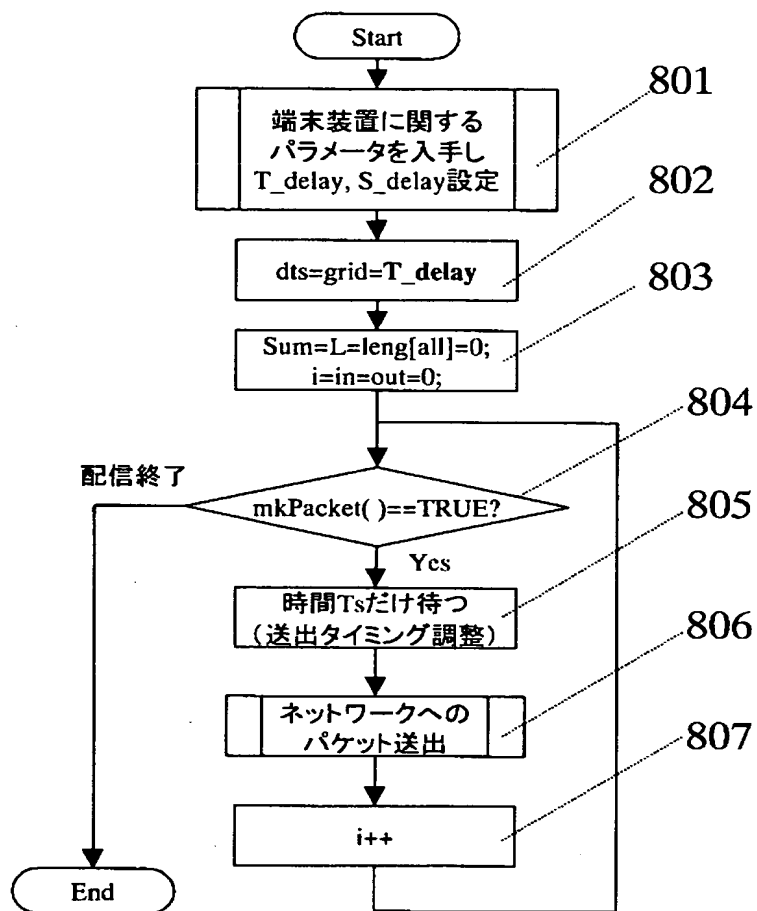 Start
801
端末装置に関する
パラメータを入手し
T_delay, S_delay設定
802
dts=grid=T_delay
803
Sum=L=leng[all]=0;
i=in=out=0;
804
配信終了
mkPacket( )==TRUE?
805
Yes
時間Tsだけ待つ
（送出タイミング調整）
806
ネットワークへの
パケット送出
807
i++
End